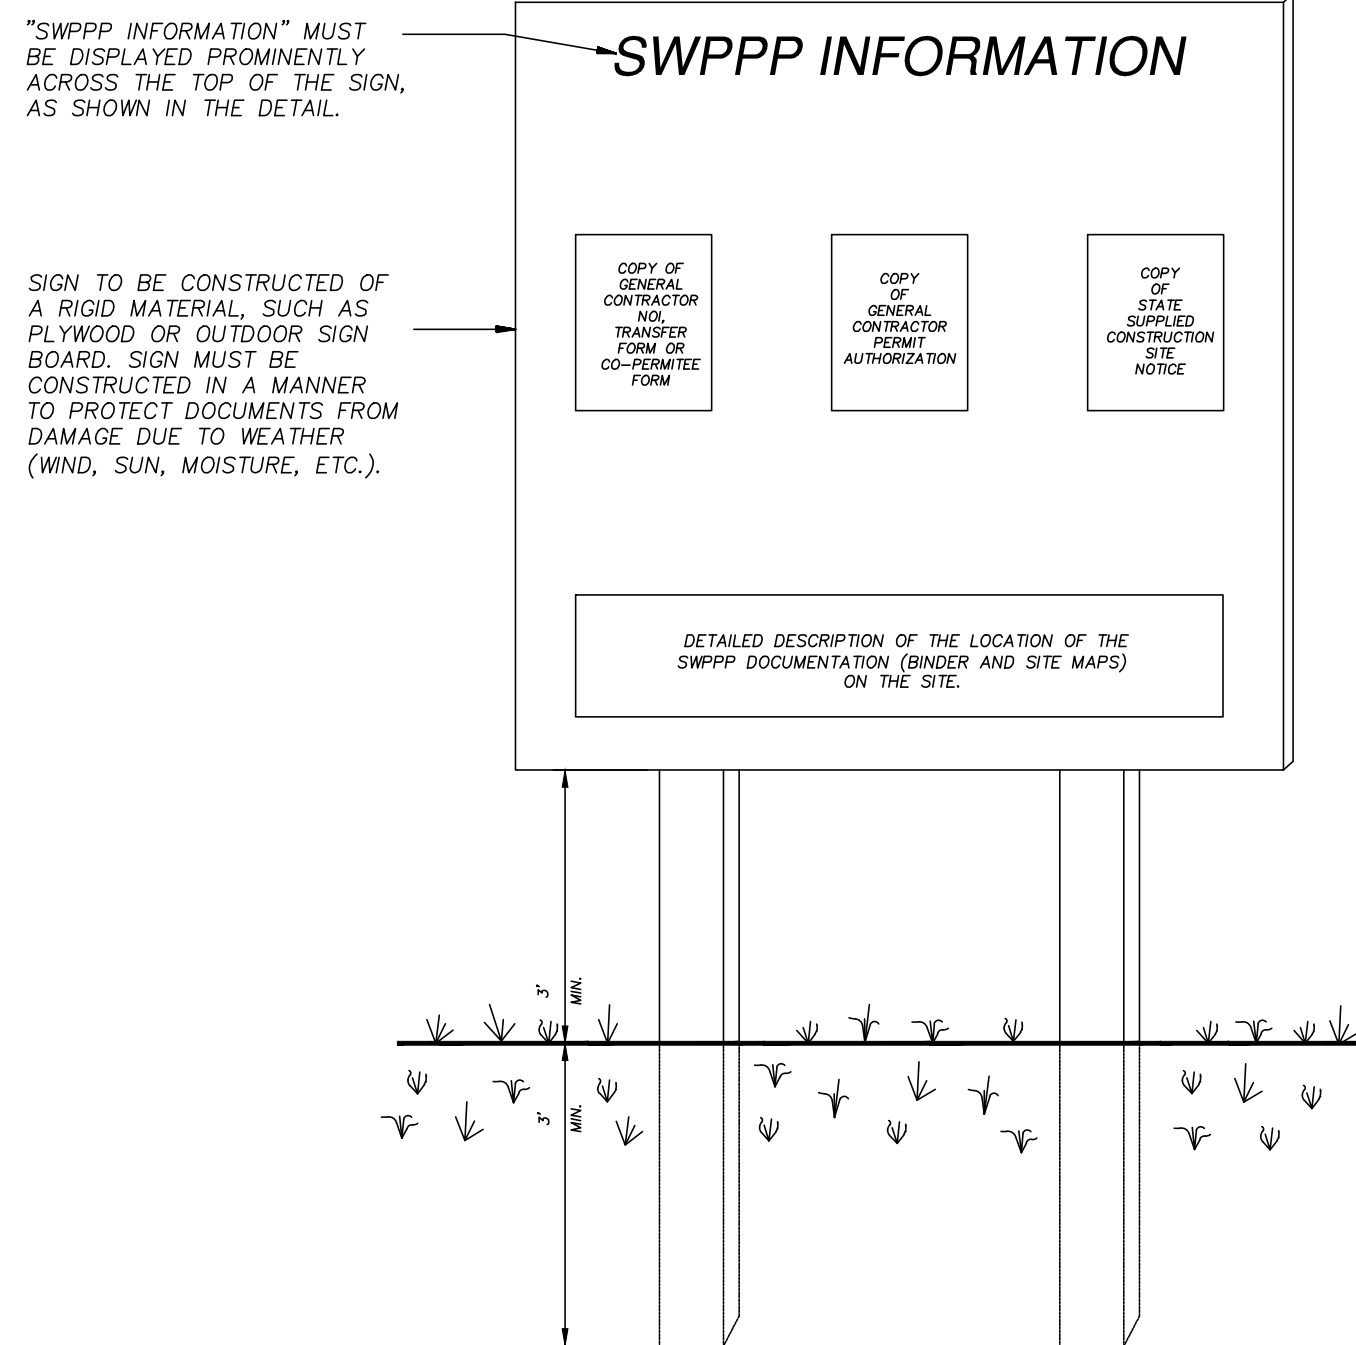 "SWPPP INFORMATION" MUST
BE DISPLAYED PROMINENTLY
ACROSS THE TOP OF THE SIGN,
AS SHOWN IN THE DETAIL.
SWPPP INFORMATION
SIGN TO BE CONSTRUCTED OF
A RIGID MATERIAL, SUCH AS
PLYWOOD OR OUTDOOR SIGN
BOARD. SIGN MUST BE
CONSTRUCTED IN A MANNER
TO PROTECT DOCUMENTS FROM
DAMAGE DUE TO WEATHER
(WIND, SUN, MOISTURE, ETC.).
COPY OF
GENERAL
CONTRACTOR
NOI,
TRANSFER
FORM OR
CO-PERMITEE
FORM
COPY
OF
GENERAL
CONTRACTOR
PERMIT
AUTHORIZATION
COPY
OF
STATE
SUPPLIED
CONSTRUCTION
SITE
NOTICE
DETAILED DESCRIPTION OF THE LOCATION OF THE
SWPPP DOCUMENTATION (BINDER AND SITE MAPS)
ON THE SITE.
3'
MIN.
3'
MIN.